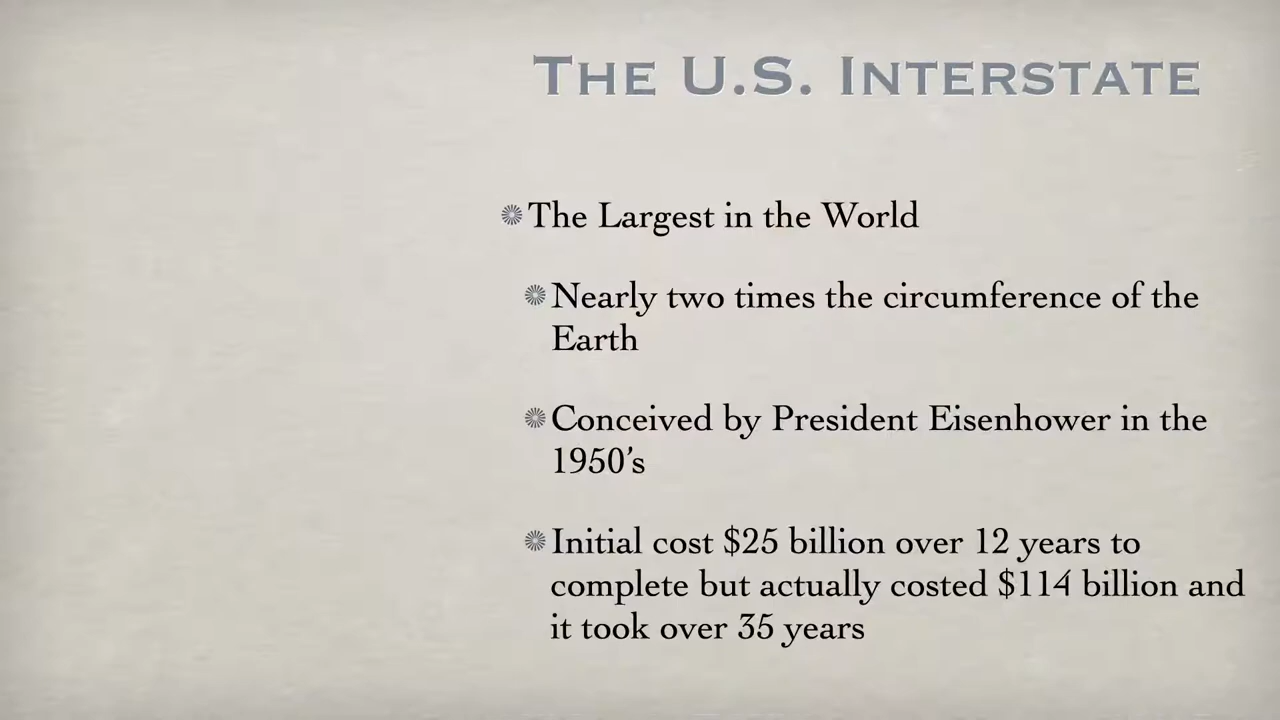 The U.S. Interstate
The Largest in the World
Nearly two times the circumference of the
Earth
Conceived by President Eisenhower in the
1950's
Initial cost $25 billion over 12 years to
complete but actually costed $114 billion and
it took over 35 years